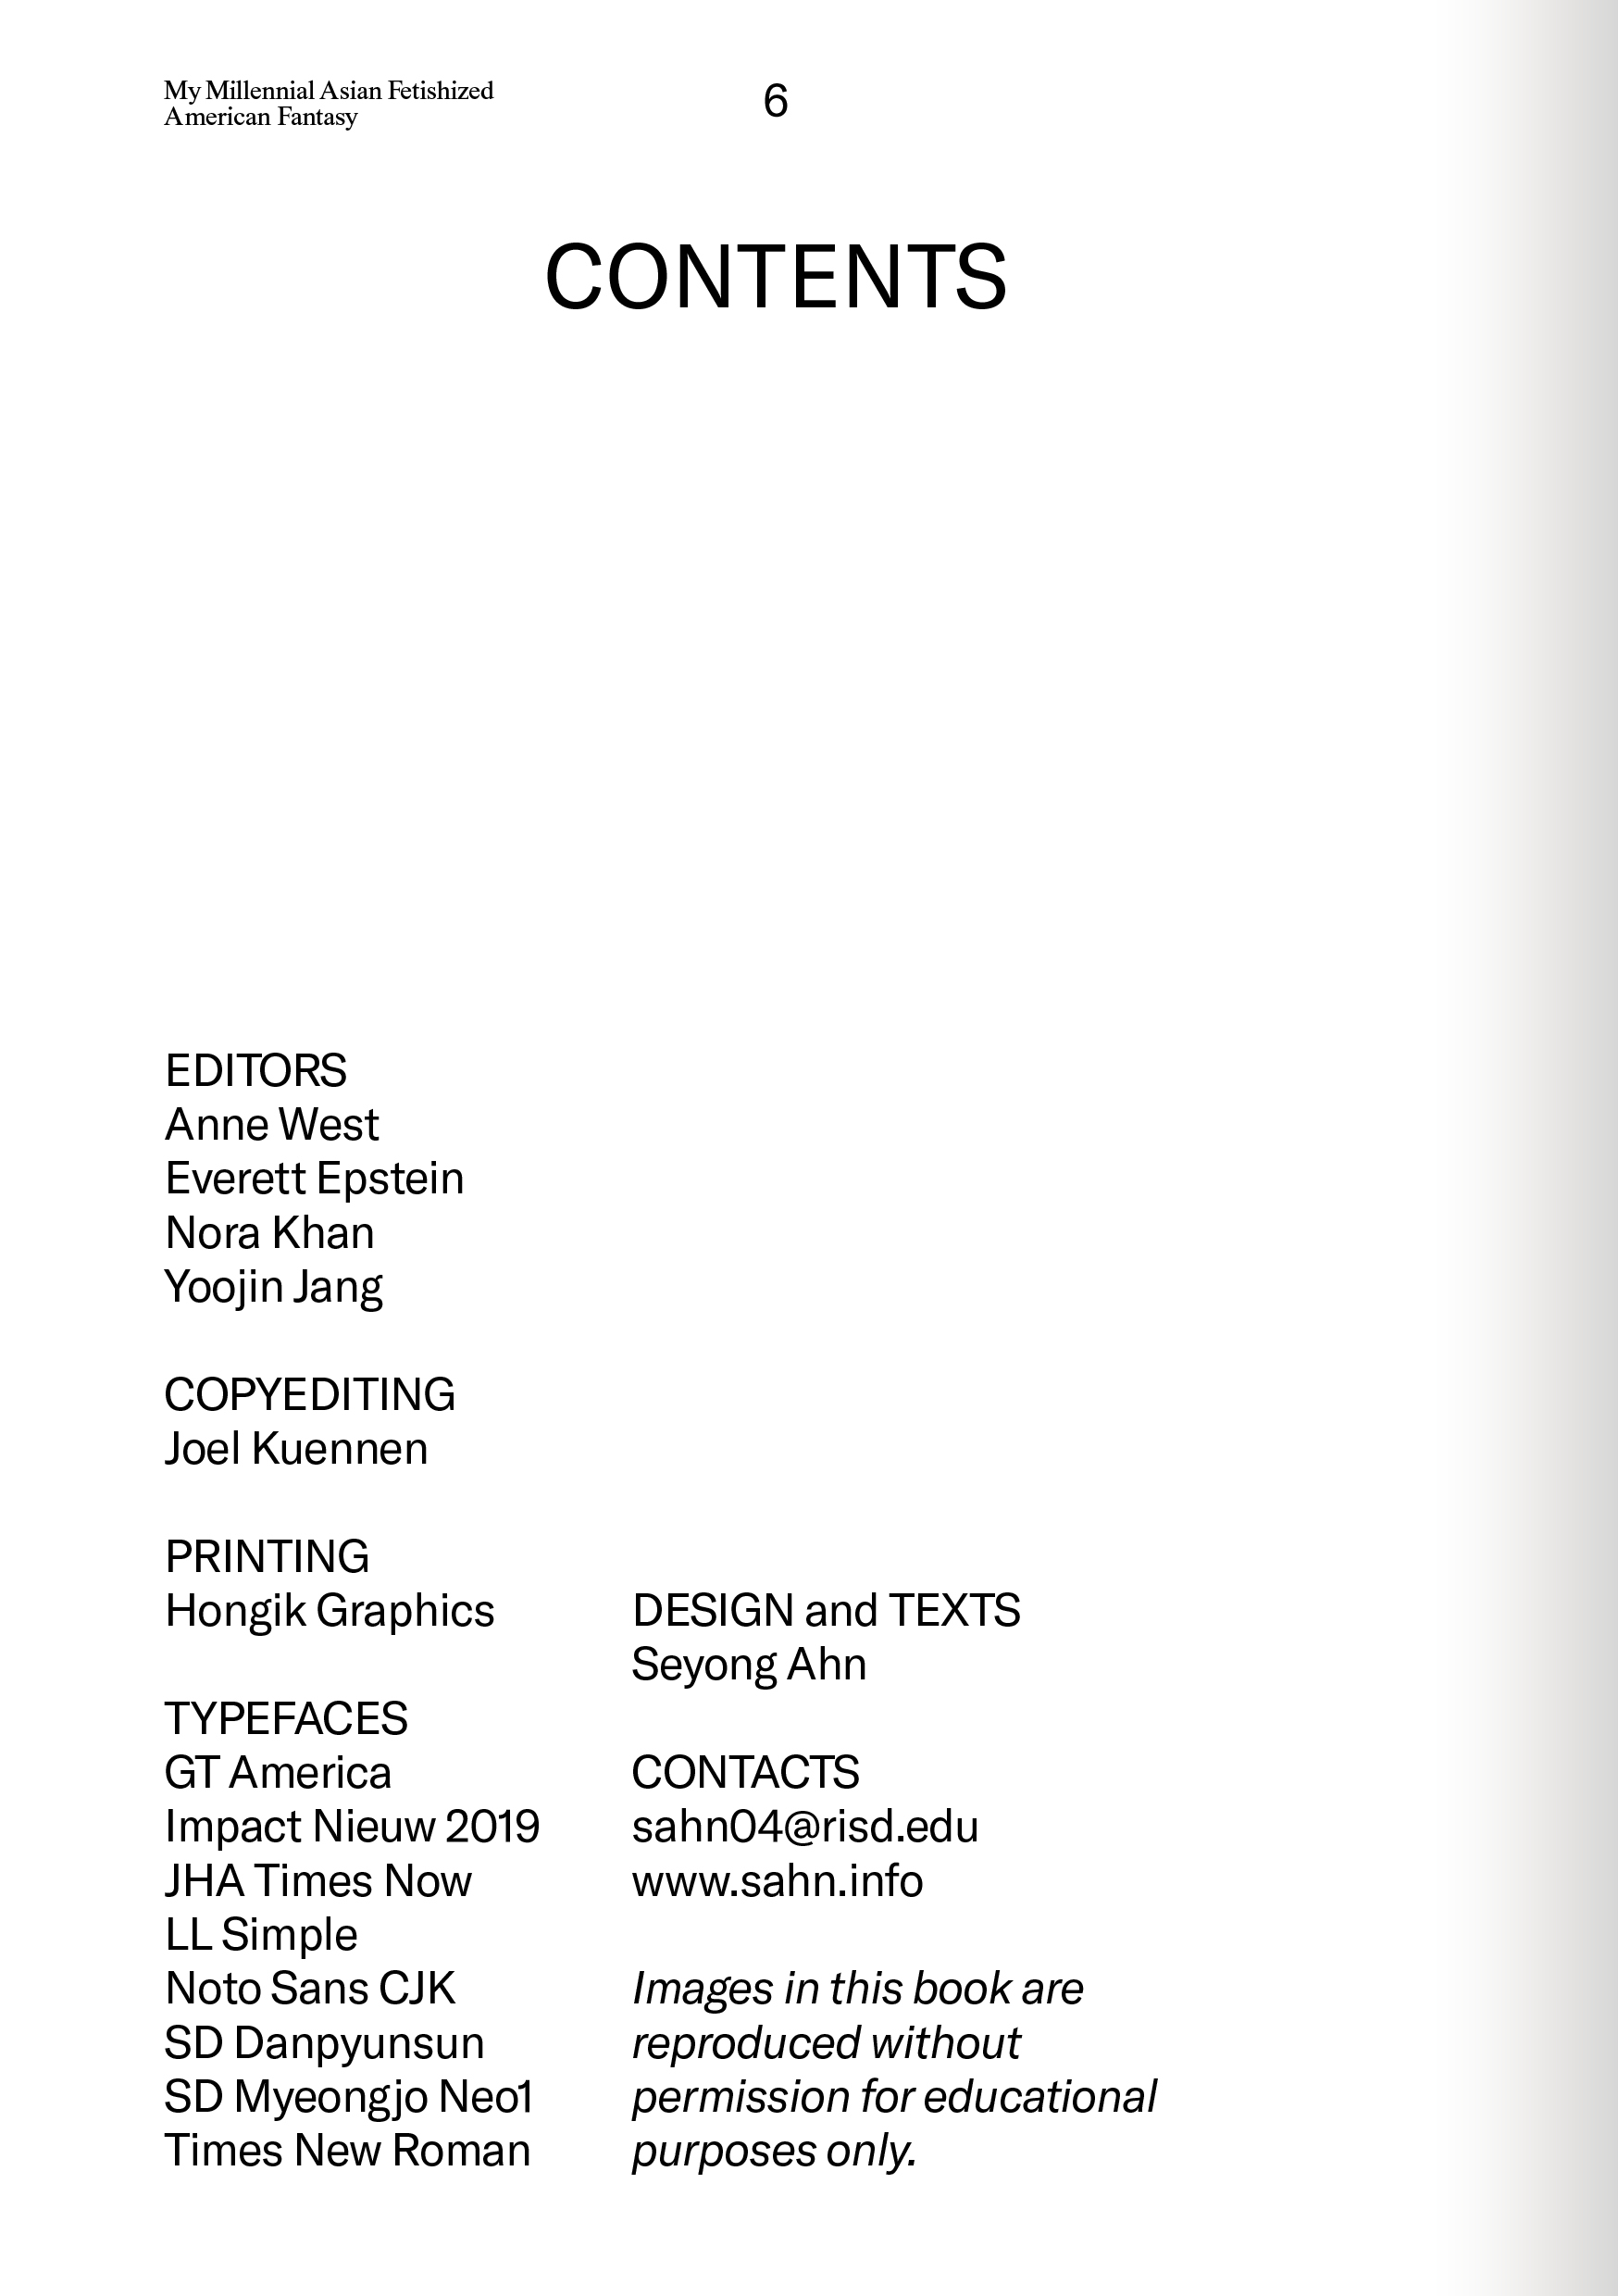 My Millennial Asian Fetishized
American Fantasy
6
CONTENTS
EDITORS
Anne West
Everett Epstein
Nora Khan
Yoojin Jang
COPYEDITING
Joel Kuennen
PRINTING
Hongik Graphics
TYPEFACES
GT America
Impact Nieuw 2019
JHA Times Now
LL Simple
Noto Sans CJK
SD Danpyunsun
SD Myeongjo Neo1
Times New Roman
DESIGN and TEXTS
Seyong Ahn
CONTACTS
sahn04@risd.edu
www.sahn.info
Images in this book are
reproduced without
permission for educational
purposes only.